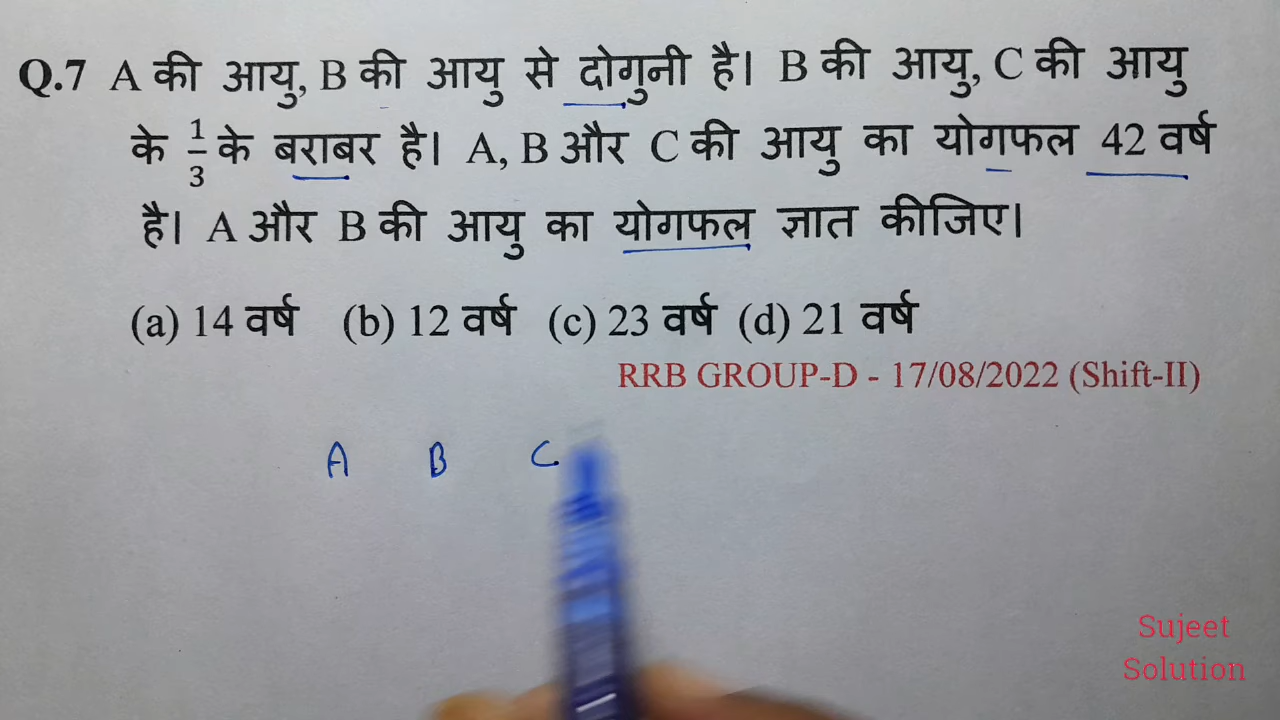 Q.7 A की आयु, B की आयु से दोगुनी है। B की आयु, C की आयु
के 1/3 के बराबर है। A, B और C की आयु का योगफल 42 वर्ष
है। A और B की आयु का योगफल ज्ञात कीजिए।
(a) 14 वर्ष (b) 12 वर्ष (c) 23 वर्ष (d) 21 वर्ष
RRB GROUP-D - 17/08/2022 (Shift-II)
A B C
Sujeet
Solution